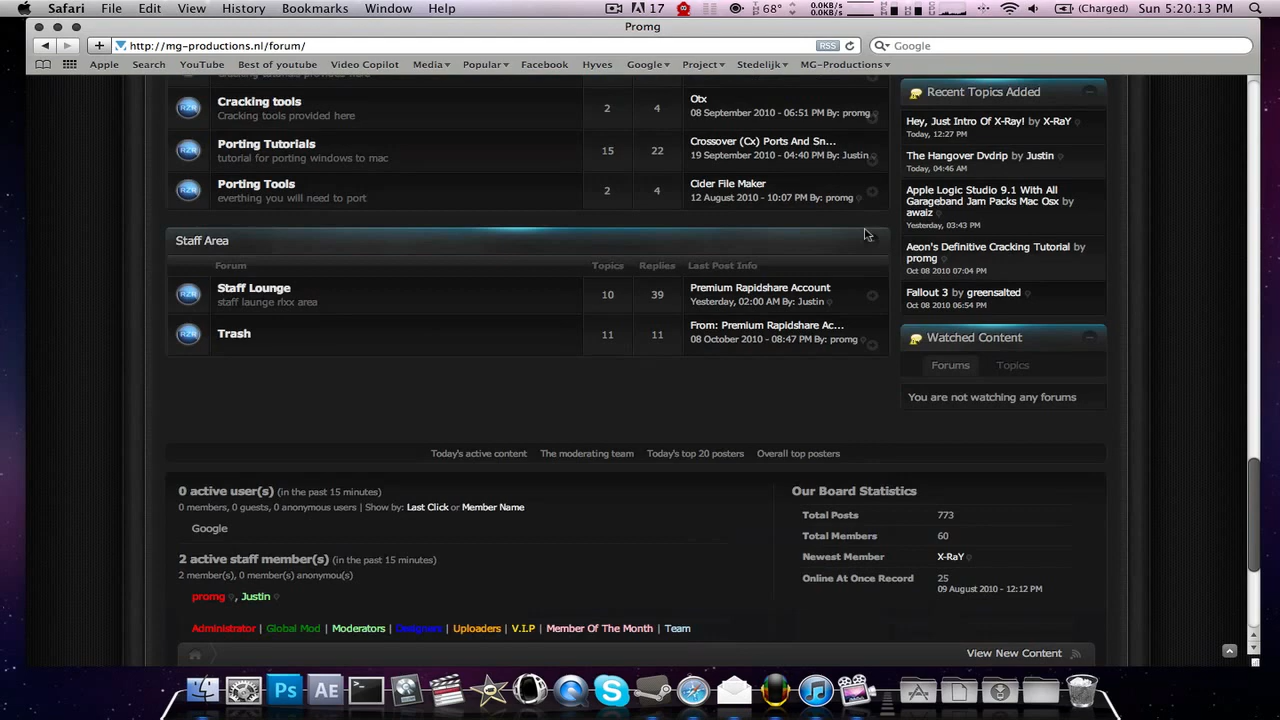 Safari File Edit View History Bookmarks Window Help 17 68° 0.0KB/s 0.0KB/s (Charged) Sun 5:20:13
Promg
http://mg-productions.nl/forum/ RSS Google
Apple Search YouTube Best of youtube Video Copilot Media Popular Facebook Hyves Google Project Stedelijk MG-Productions
Cracking tools
Cracking tools provided here
2 4
Otx
08 September 2010 - 06:51 PM By: promg
Porting Tutorials
tutorial for porting windows to mac
15 22
Crossover (Cx) Ports And Sn...
19 September 2010 - 04:40 PM By: Justin
Porting Tools
everthing you will need to port
2 4
Cider File Maker
12 August 2010 - 10:07 PM By: promg
Staff Area
Forum Topics Replies Last Post Info
Staff Lounge
staff lounge rlxx area
10 39
Premium Rapidshare Account
Yesterday, 02:00 AM By: Justin
Trash
11 11
From: Premium Rapidshare Ac...
08 October 2010 - 08:47 PM By: promg
Recent Topics Added
Hey, Just Intro Of X-Ray! by X-RaY
Today, 12:27 PM
The Hangover Dvdrip by Justin
Today, 04:46 AM
Apple Logic Studio 9.1 With All
Garageband Jam Packs Mac Osx by
awaiz
Yesterday, 03:43 PM
Aeon's Definitive Cracking Tutorial by
promg
Oct 08 2010 07:04 PM
Fallout 3 by greensalted
Oct 08 2010 06:54 PM
Watched Content
Forums Topics
You are not watching any forums
Today's active content The moderating team Today's top 20 posters Overall top posters
0 active user(s) (in the past 15 minutes)
0 members, 0 guests, 0 anonymous users | Show by: Last Click or Member Name
Google
2 active staff member(s) (in the past 15 minutes)
2 member(s), 0 member(s) anonymou(s)
promg , Justin
Administrator | Global Mod | Moderators | Designers | Uploaders | V.I.P | Member Of The Month | Team
Our Board Statistics
Total Posts 773
Total Members 60
Newest Member X-RaY
Online At Once Record 25
09 August 2010 - 12:12 PM
View New Content
Ps AE